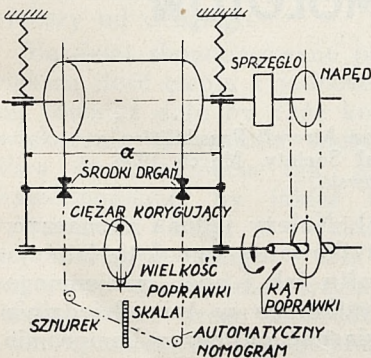 SPRZĘGŁO
NAPĘD
a
ŚRODKI DRGAŃ
CIĘŻAR KORYGUJĄCY
WIELKOŚĆ
POPRAWKI
KĄT
POPRAWKI
SKALA
SZNUREK
AUTOMATYCZNY
NOMOGRAM